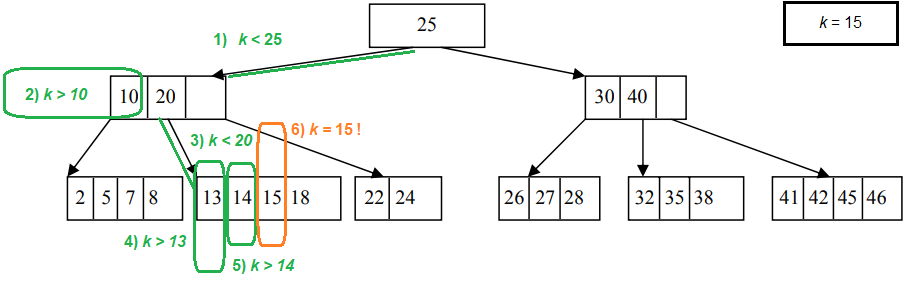 25
k = 15
1) k < 25
2) k > 10
10 20
30 40
3) k < 20
6) k = 15 !
2 5 7 8
13 14 15 18
22 24
26 27 28
32 35 38
41 42 45 46
4) k > 13
5) k > 14